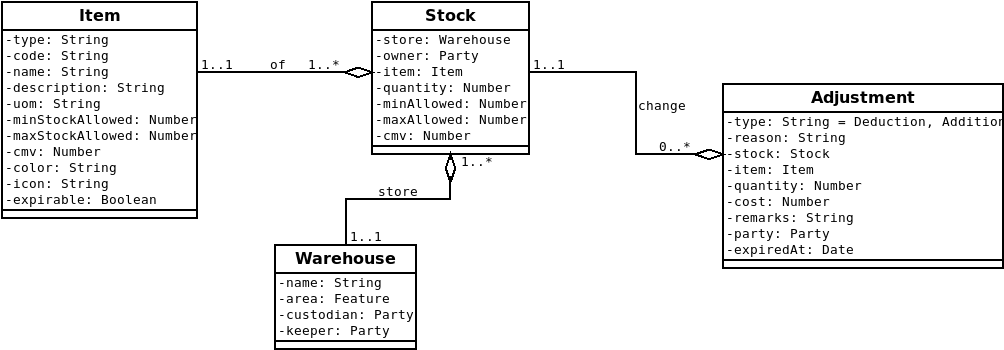 Item
-type: String
-code: String
-name: String
-description: String
-uom: String
-minStockAllowed: Number
-maxStockAllowed: Number
-cmv: Number
-color: String
-icon: String
-expirable: Boolean
1..1 of 1..*
Stock
-store: Warehouse
-owner: Party
-item: Item
-quantity: Number
-minAllowed: Number
-maxAllowed: Number
-cmv: Number
1..1
change
0..*
Adjustment
-type: String = Deduction, Addition
-reason: String
-stock: Stock
-item: Item
-quantity: Number
-cost: Number
-remarks: String
-party: Party
-expiredAt: Date
1..*
store
1..1
Warehouse
-name: String
-area: Feature
-custodian: Party
-keeper: Party